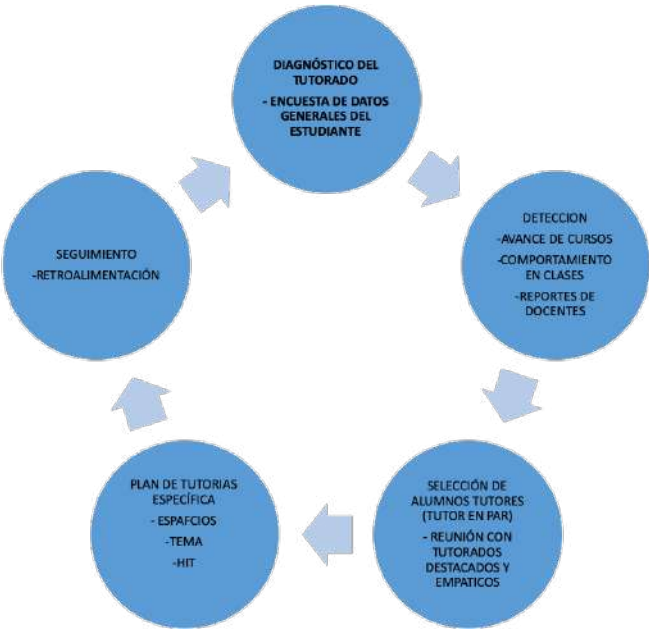 DIAGNÓSTICO DEL
TUTORADO
- ENCUESTA DE DATOS
GENERALES DEL
ESTUDIANTE
DETECCION
-AVANCE DE CURSOS
-COMPORTAMIENTO
EN CLASES
-REPORTES DE
DOCENTES
SELECCIÓN DE
ALUMNOS TUTORES
(TUTOR EN PAR)
- REUNIÓN CON
TUTORADOS
DESTACADOS Y
EMPATICOS
PLAN DE TUTORIAS
ESPECÍFICA
- ESPAFCIOS
-TEMA
-HIT
SEGUIMIENTO
-RETROALIMENTACIÓN